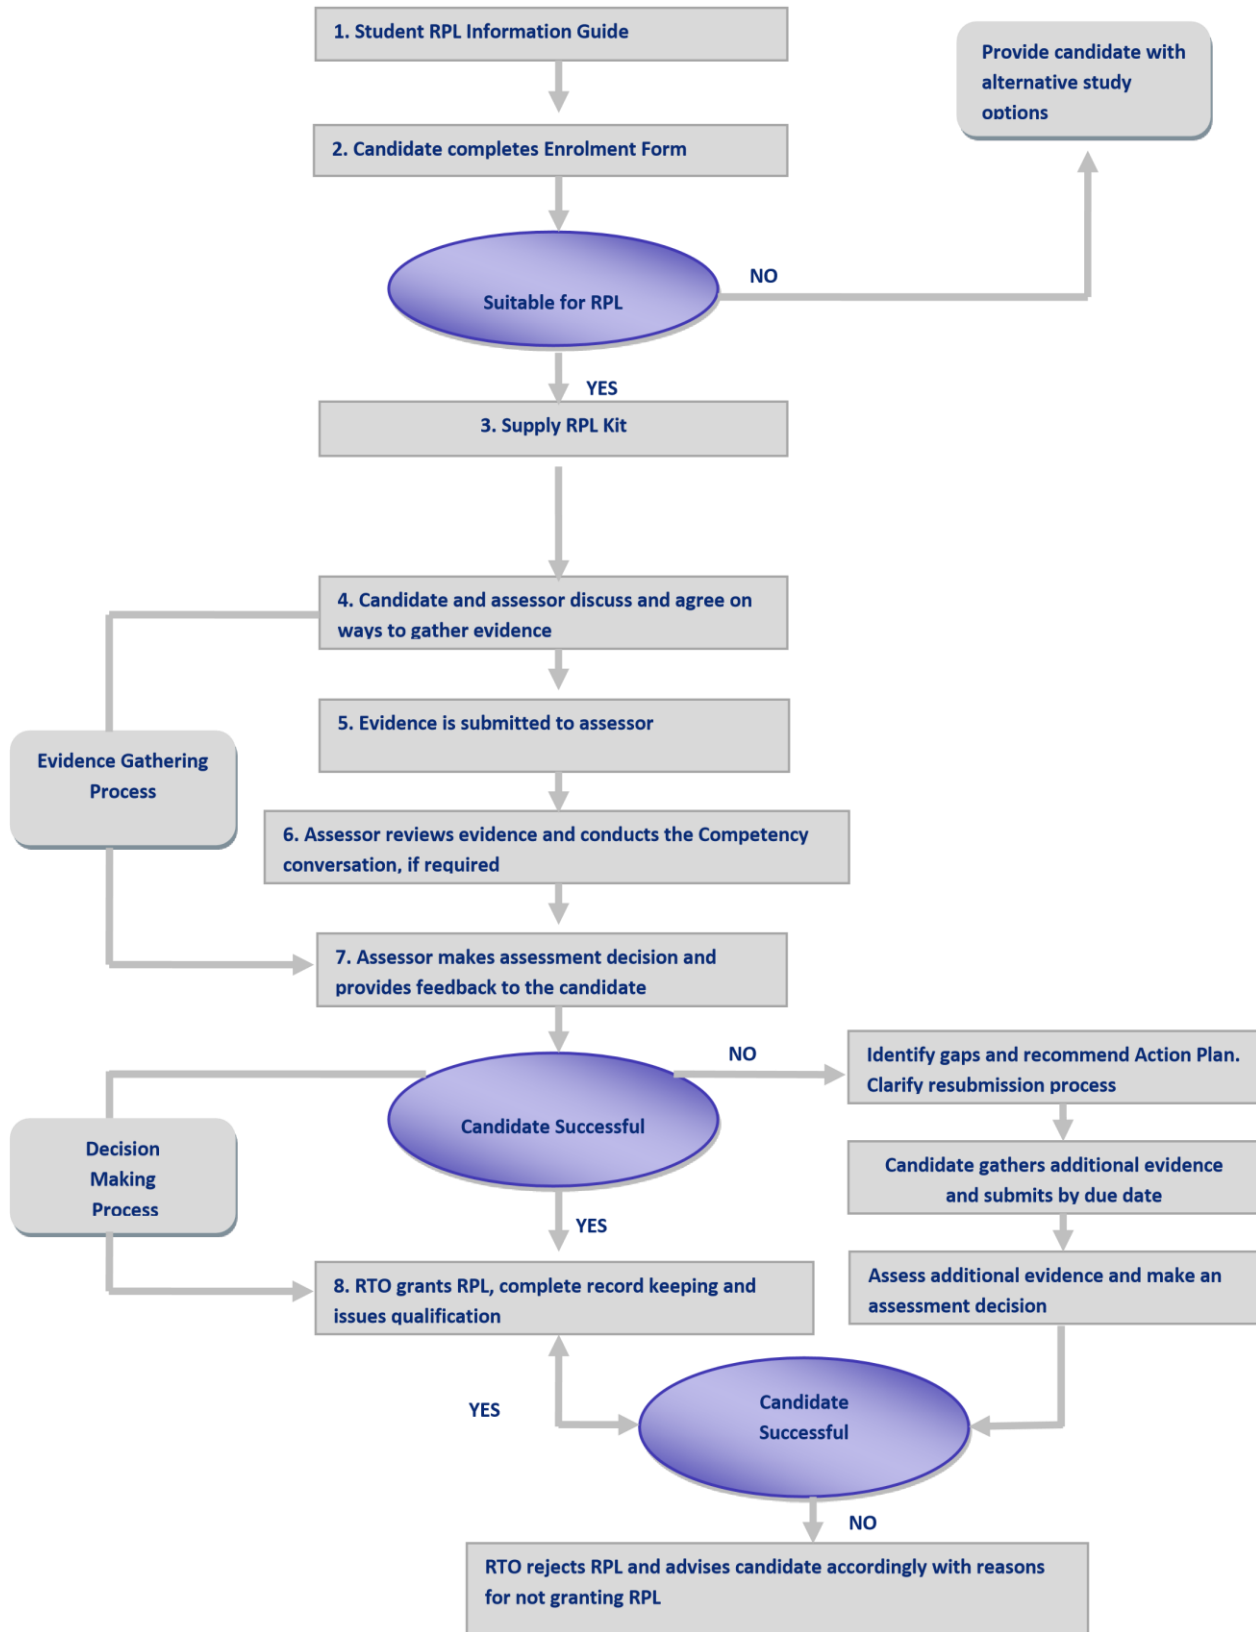 1. Student RPL Information Guide
Provide candidate with
alternative study
options
2. Candidate completes Enrolment Form
NO
Suitable for RPL
YES
3. Supply RPL Kit
4. Candidate and assessor discuss and agree on
ways to gather evidence
5. Evidence is submitted to assessor
Evidence Gathering
Process
6. Assessor reviews evidence and conducts the Competency
conversation, if required
7. Assessor makes assessment decision and
provides feedback to the candidate
NO
Identify gaps and recommend Action Plan.
Clarify resubmission process
Candidate Successful
Decision
Making
Process
Candidate gathers additional evidence
and submits by due date
YES
8. RTO grants RPL, complete record keeping and
issues qualification
Assess additional evidence and make an
assessment decision
YES
Candidate
Successful
NO
RTO rejects RPL and advises candidate accordingly with reasons
for not granting RPL